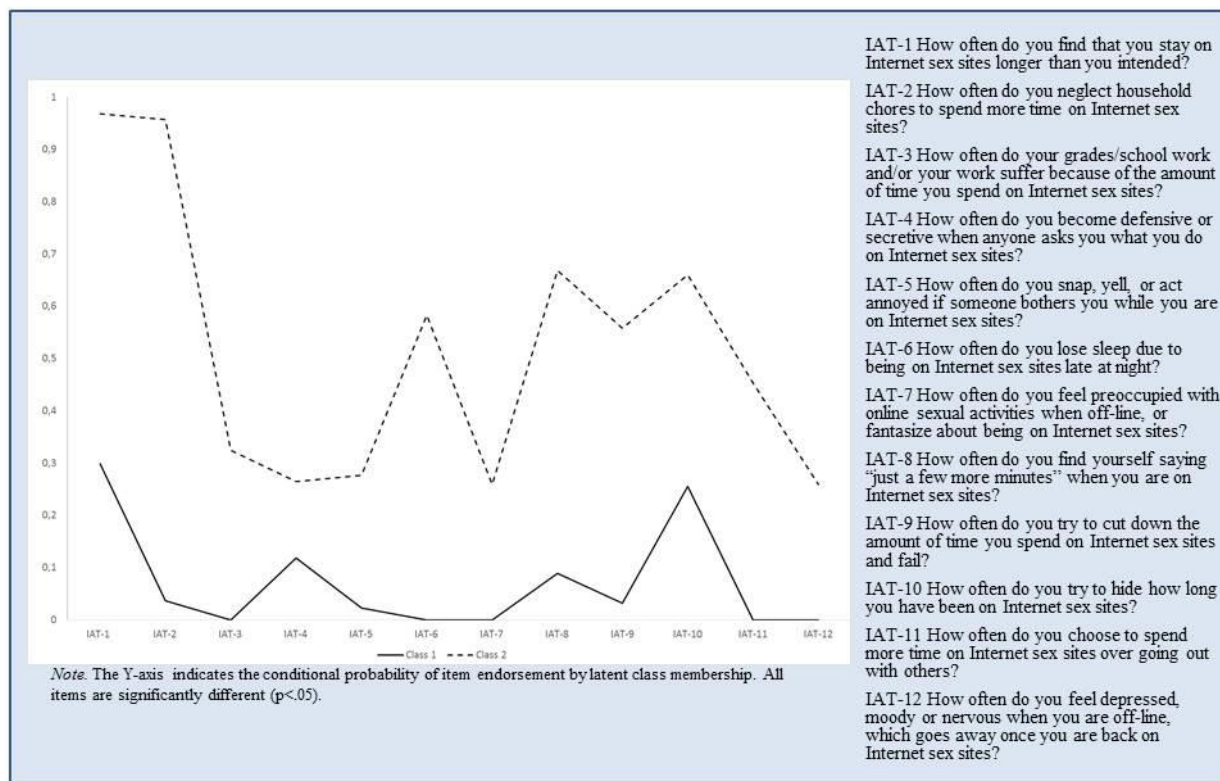 1
0,9
0,8
0,7
0,6
0,5
0,4
0,3
0,2
0,1
0
IAT-1 IAT-2 IAT-3 IAT-4 IAT-5 IAT-6 IAT-7 IAT-8 IAT-9 IAT-10 IAT-11 IAT-12
Class 1 Class 2
Note. The Y-axis indicates the conditional probability of item endorsement by latent class membership. All
items are significantly different (p<.05).
IAT-1 How often do you find that you stay on
Internet sex sites longer than you intended?
IAT-2 How often do you neglect household
chores to spend more time on Internet sex
sites?
IAT-3 How often do your grades/school work
and/or your work suffer because of the amount
of time you spend on Internet sex sites?
IAT-4 How often do you become defensive or
secretive when anyone asks you what you do
on Internet sex sites?
IAT-5 How often do you snap, yell, or act
annoyed if someone bothers you while you are
on Internet sex sites?
IAT-6 How often do you lose sleep due to
being on Internet sex sites late at night?
IAT-7 How often do you feel preoccupied with
online sexual activities when off-line, or
fantasize about being on Internet sex sites?
IAT-8 How often do you find yourself saying
“just a few more minutes” when you are on
Internet sex sites?
IAT-9 How often do you try to cut down the
amount of time you spend on Internet sex sites
and fail?
IAT-10 How often do you try to hide how long
you have been on Internet sex sites?
IAT-11 How often do you choose to spend
more time on Internet sex sites over going out
with others?
IAT-12 How often do you feel depressed,
moody or nervous when you are off-line,
which goes away once you are back on
Internet sex sites?